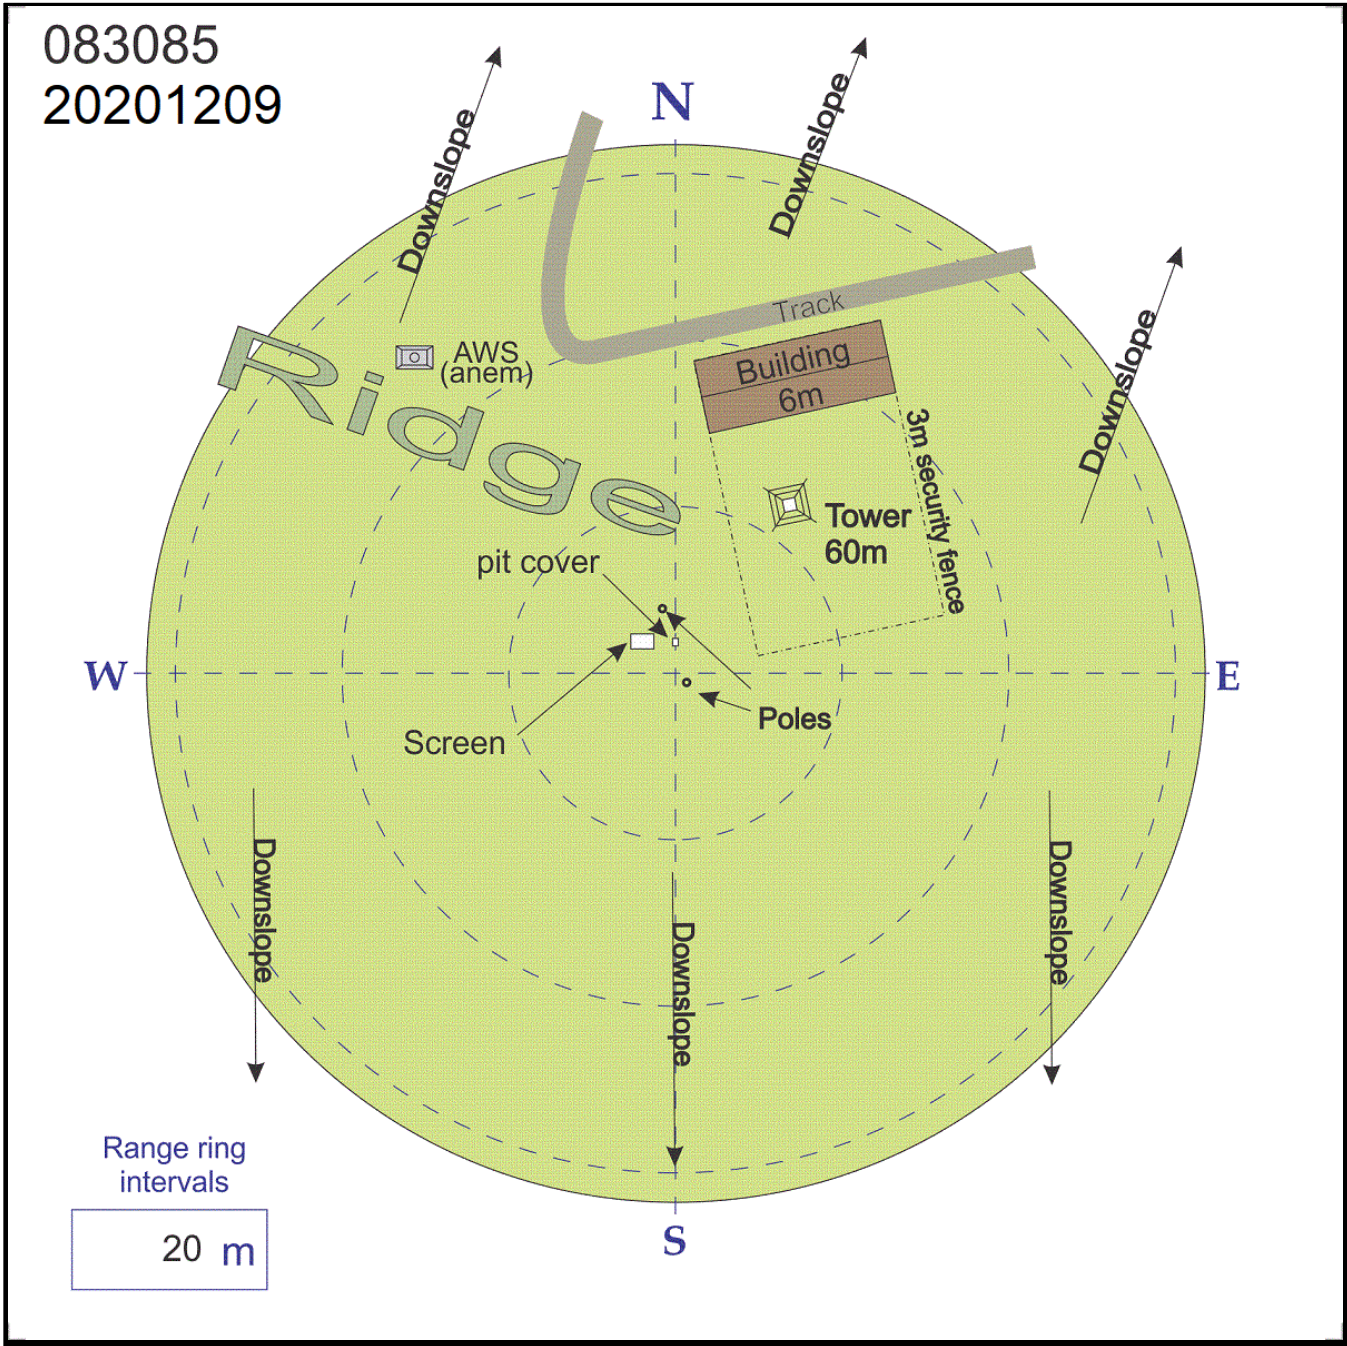 083085
20201209
N
Downslope
Downslope
Downslope
Track
AWS
(anem)
Ridge
Building
6m
3m security fence
Tower
60m
pit cover
W
E
Screen
Poles
Downslope
Downslope
Downslope
S
Range ring
intervals
20 m